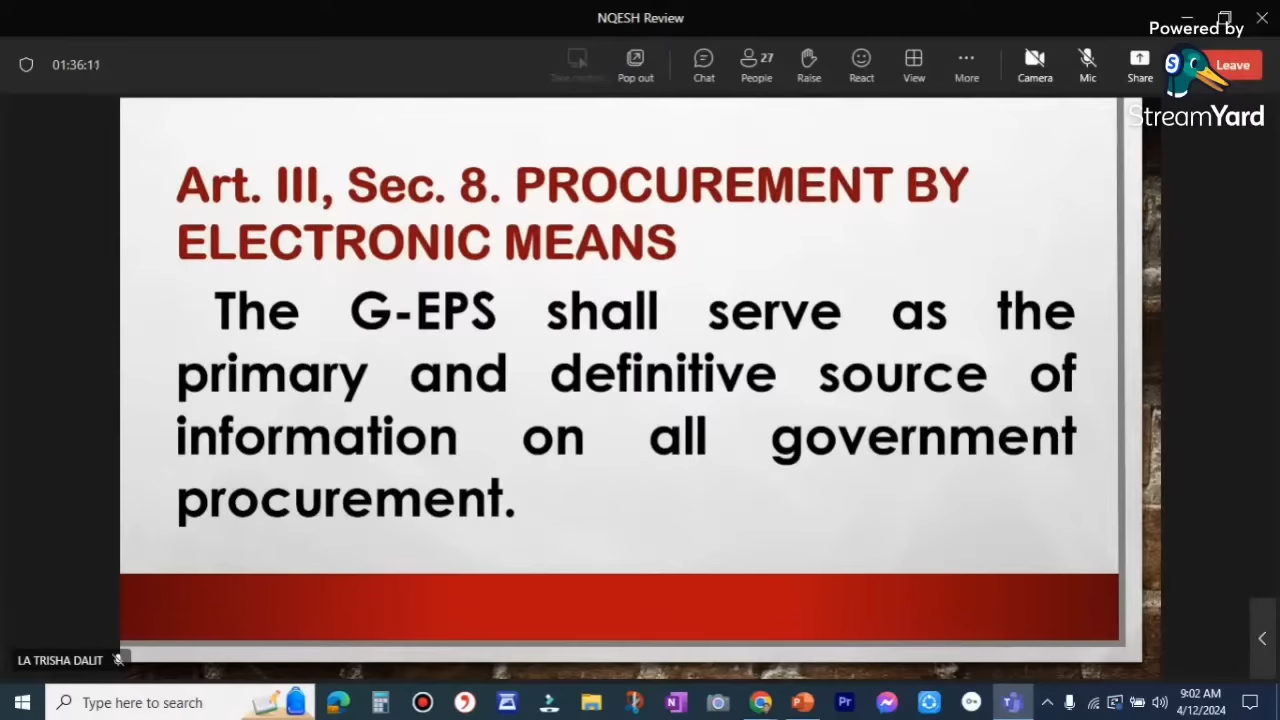 NQESH Review
Powered by
01:36:11
Pop out
Chat
27
People
Raise
React
View
More
Camera
Mic
Share
Leave
StreamYard
Art. III, Sec. 8. PROCUREMENT BY
ELECTRONIC MEANS
The G-EPS shall serve as the
primary and definitive source of
information on all government
procurement.
LA TRISHA DALIT
Type here to search
9:02 AM
4/12/2024